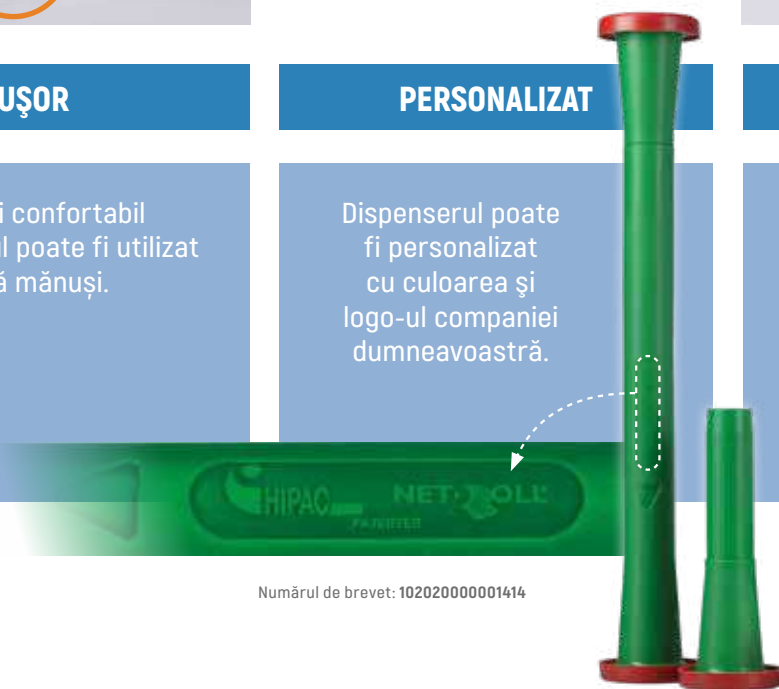 UŞOR
i confortabil
l poate fi utilizat
ă mănuși.
PERSONALIZAT
Dispenserul poate
fi personalizat
cu culoarea şi
logo-ul companiei
dumneavoastră.
HIPAC NET ROLL
Numărul de brevet: 102020000001414